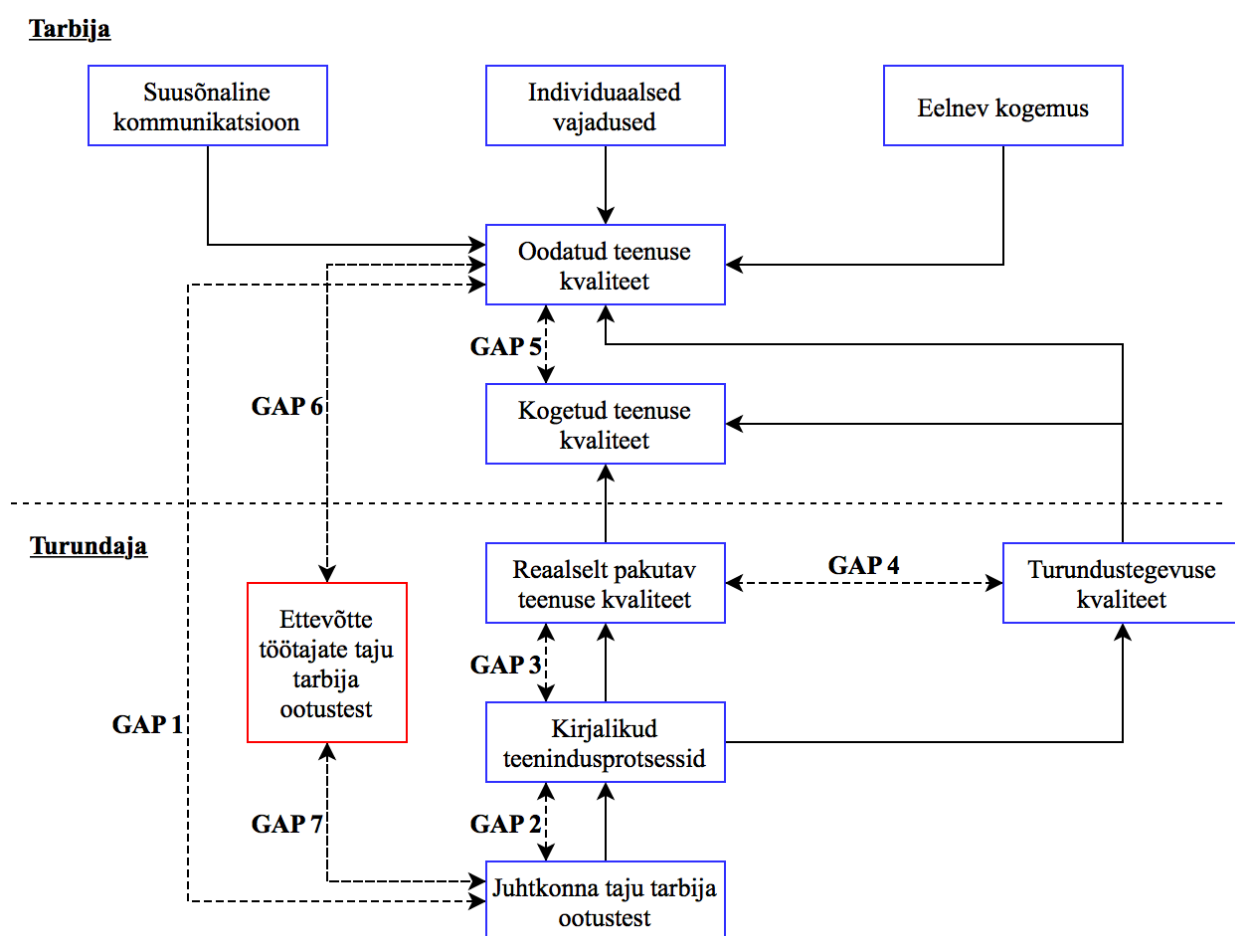 Tarbija
Suusõnaline
kommunikatsioon
Individuaalsed
vajadused
Eelnev kogemus
Oodatud teenuse
kvaliteet
GAP 5
GAP 6
Kogetud teenuse
kvaliteet
Turundaja
Reaalselt pakutav
teenuse kvaliteet
GAP 4
Turundustegevuse
kvaliteet
Ettevõtte
töötajate taju
tarbija
ootustest
GAP 3
GAP 1
Kirjalikud
teenindusprotsessid
GAP 7
GAP 2
Juhtkonna taju tarbija
ootustest